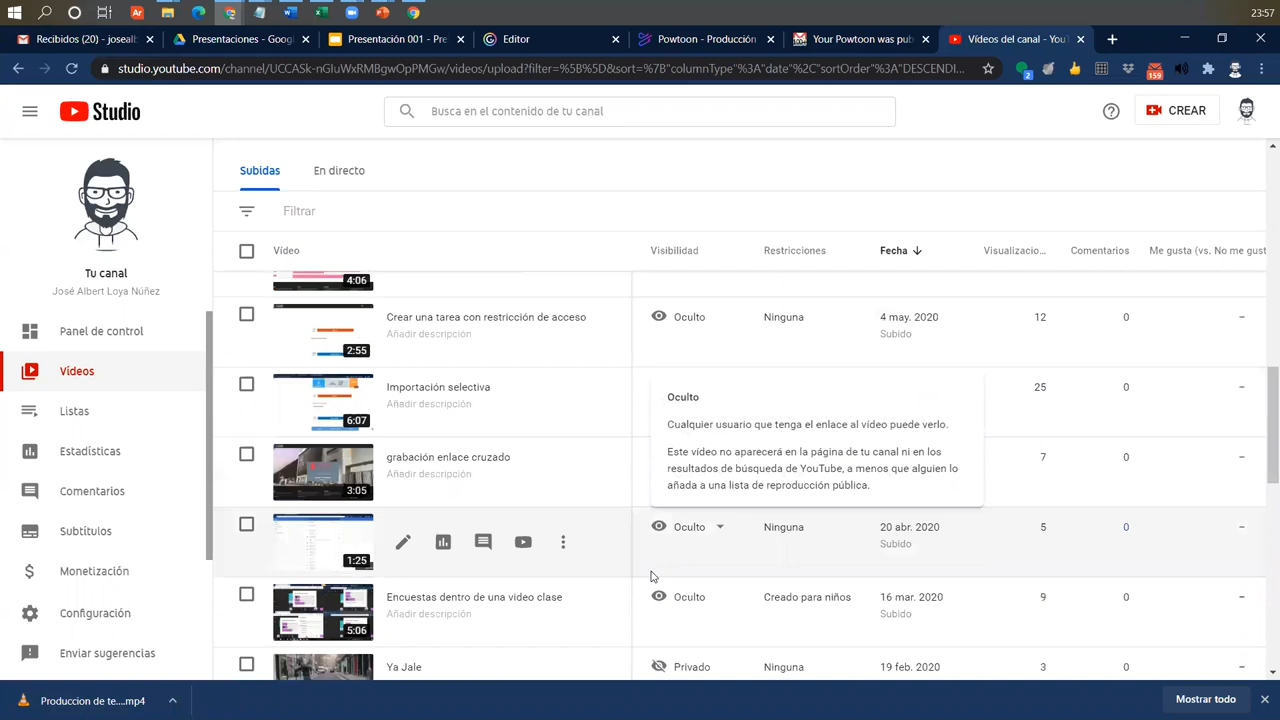 23:57
Recibidos (20) - josealb
Presentaciones - Googl
Presentación 001 - Pre
Editor
Powtoon - Producción
Your Powtoon was pub
Vídeos del canal - You
studio.youtube.com/channel/UCCASk-nGIuWxRMBgwOpPMGw/videos/upload?filter=%5B%5D&sort=%7B"columnType"%3A"date"%2C"sortOrder"%3A"DESCENDI...
2
159
Studio
Busca en el contenido de tu canal
CREAR
Tu canal
José Albert Loya Núñez
Panel de control
Vídeos
Listas
Estadísticas
Comentarios
Subtítulos
Monetización
Configuración
Enviar sugerencias
Subidas
En directo
Filtrar
Vídeo
Visibilidad
Restricciones
Fecha
Visualizacio...
Comentarios
Me gusta (vs. No me gust
4:06
Crear una tarea con restricción de acceso
Añadir descripción
2:55
Oculto
Ninguna
4 may. 2020
Subido
12
0
–
Importación selectiva
Añadir descripción
6:07
25
0
–
Oculto
Cualquier usuario que tenga el enlace al vídeo puede verlo.
Este vídeo no aparecerá en la página de tu canal ni en los
resultados de búsqueda de YouTube, a menos que alguien lo
añada a una lista de reproducción pública.
grabación enlace cruzado
Añadir descripción
3:05
7
0
–
1:25
Oculto
Ninguna
20 abr. 2020
Subido
5
0
–
Encuestas dentro de una video clase
Añadir descripción
5:06
Oculto
Creado para niños
16 mar. 2020
Subido
0
–
Ya Jale
Privado
Ninguna
19 feb. 2020
3
0
–
Produccion de te....mp4
Mostrar todo